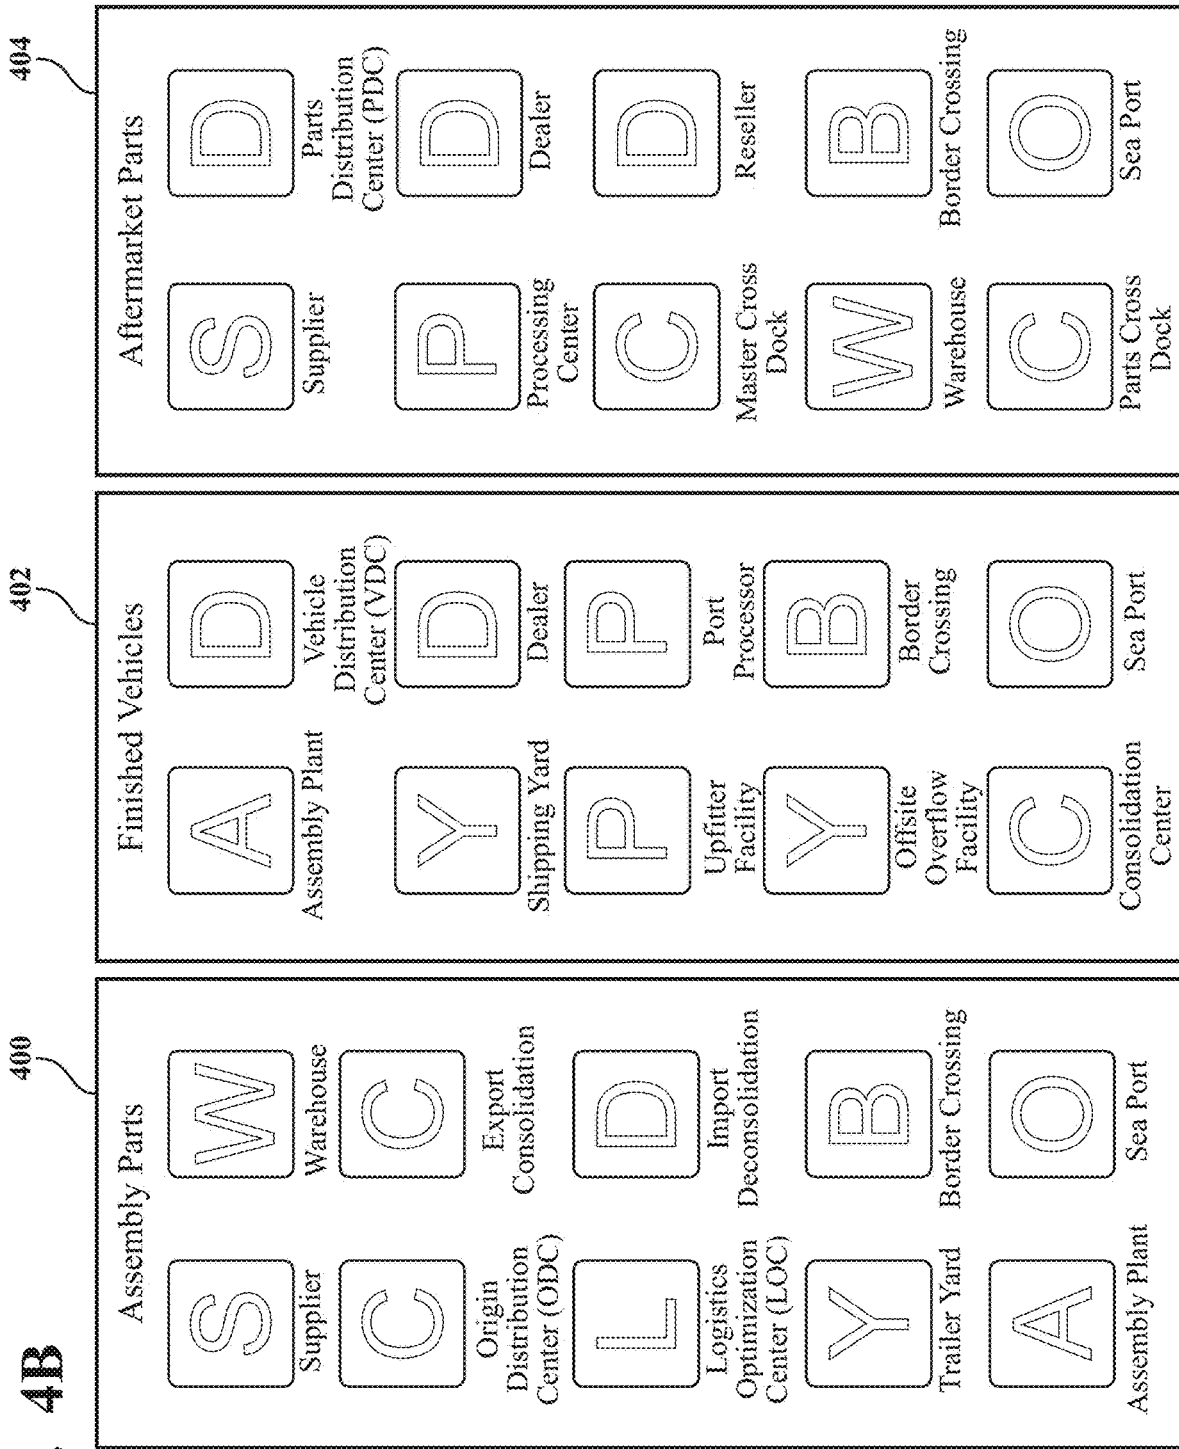 4B
400
Assembly Parts
S
W
Supplier
Warehouse
C
C
Origin
Distribution
Center (ODC)
Export
Consolidation
L
D
Logistics
Optimization
Center (LOC)
Import
Deconsolidation
Y
B
Trailer Yard
Border Crossing
A
O
Assembly Plant
Sea Port
402
Finished Vehicles
A
D
Assembly Plant
Vehicle
Distribution
Center (VDC)
Y
D
Shipping Yard
Dealer
P
P
Upfitter
Facility
Port
Processor
Y
B
Offsite
Overflow
Facility
Border
Crossing
C
O
Consolidation
Center
Sea Port
404
Aftermarket Parts
S
D
Supplier
Parts
Distribution
Center (PDC)
P
D
Processing
Center
Dealer
C
D
Master Cross
Dock
Reseller
W
B
Warehouse
Border Crossing
C
O
Parts Cross
Dock
Sea Port